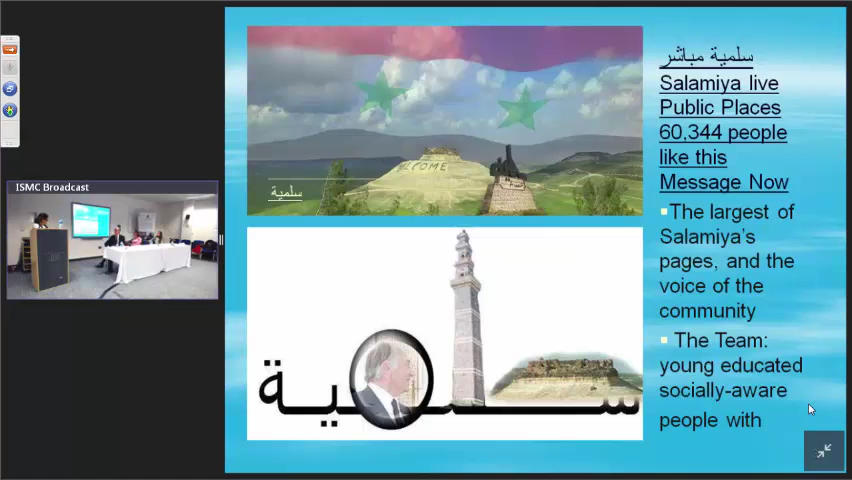 ISMC Broadcast
WELCOME
سلمية
سلمية
سلمية مباشر
Salamiya live
Public Places
60,344 people
like this
Message Now
▪The largest of
Salamiya's
pages, and the
voice of the
community
▪ The Team:
young educated
socially-aware
people with